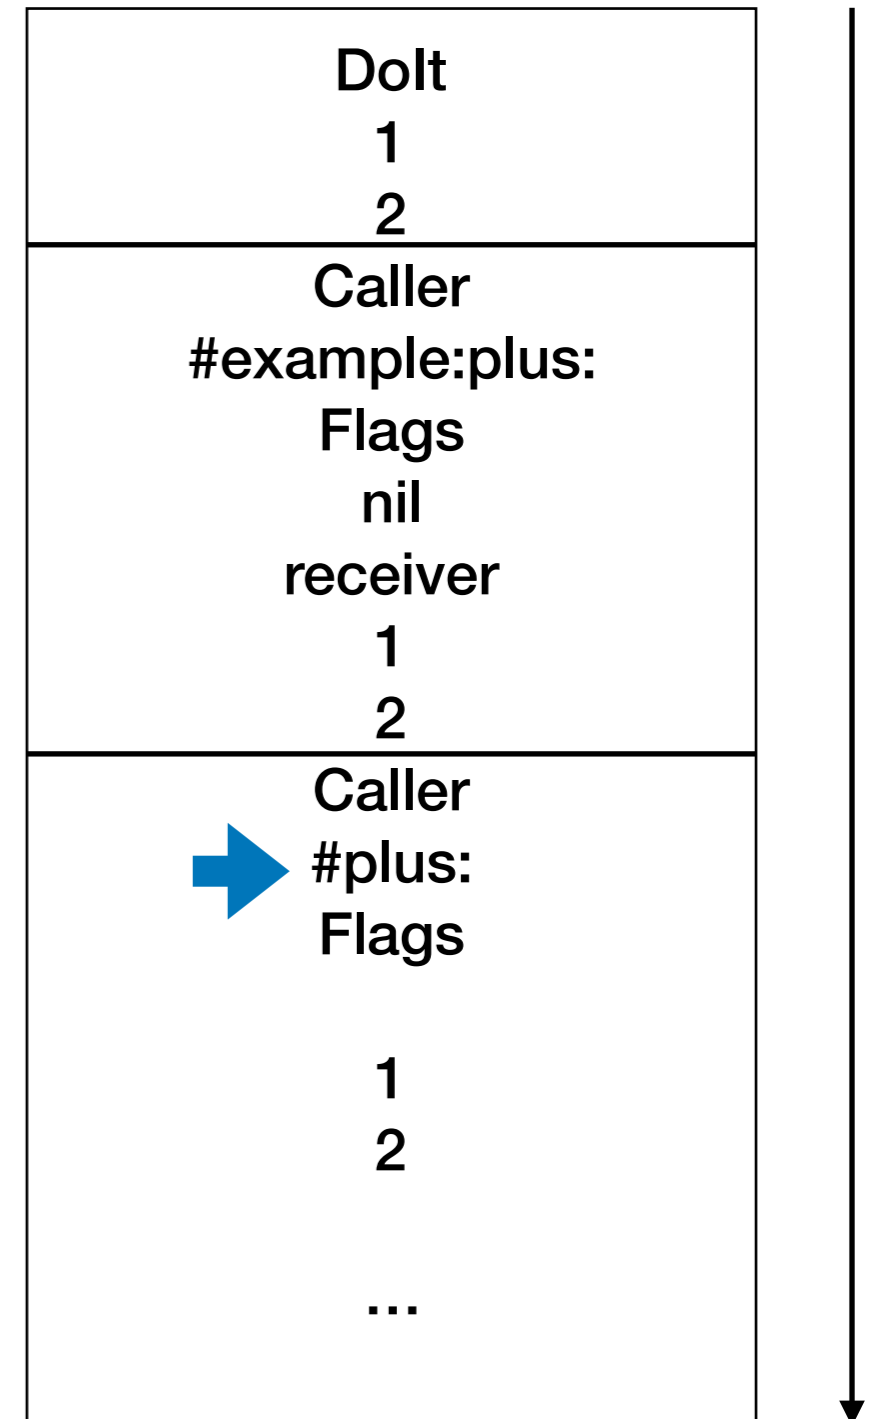 DoIt
1
2
Caller
#example:plus:
Flags
nil
receiver
1
2
Caller
#plus:
Flags
1
2
...